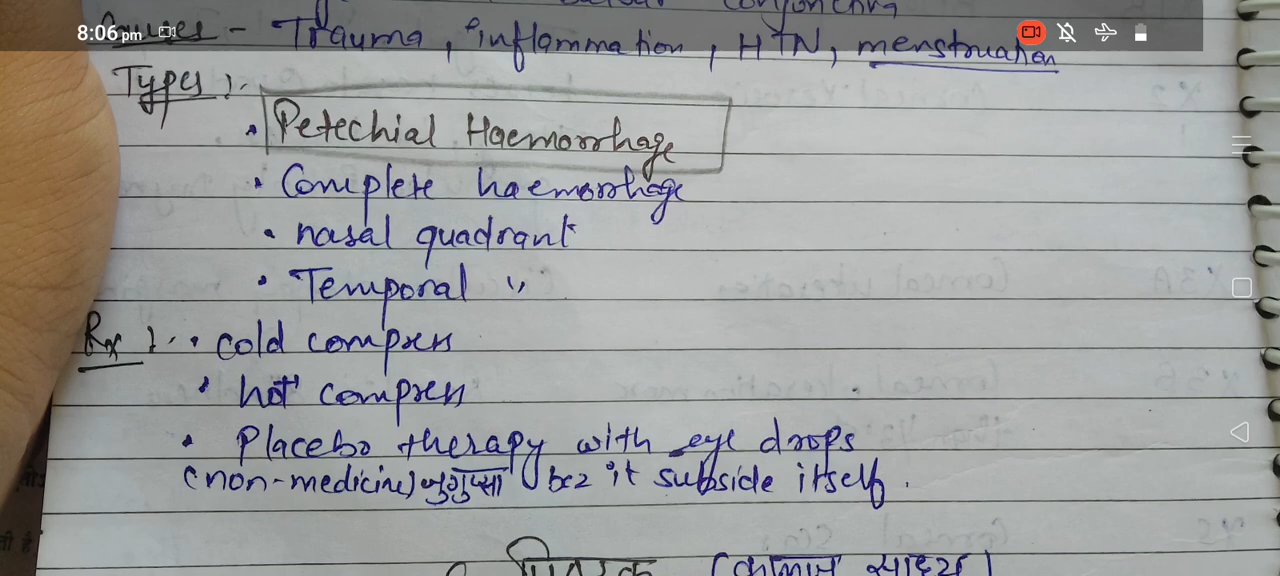 8:06 pm
Causes - Trauma, inflammation, HTN, menstruation
Types :-
• Petechial Haemorrhage
• Complete haemorrhage
• nasal quadrant
• Temporal "
Rx :- • cold compress
• hot compress
• Placebo therapy with eye drops
(non-medicine) bcz it subside itself.